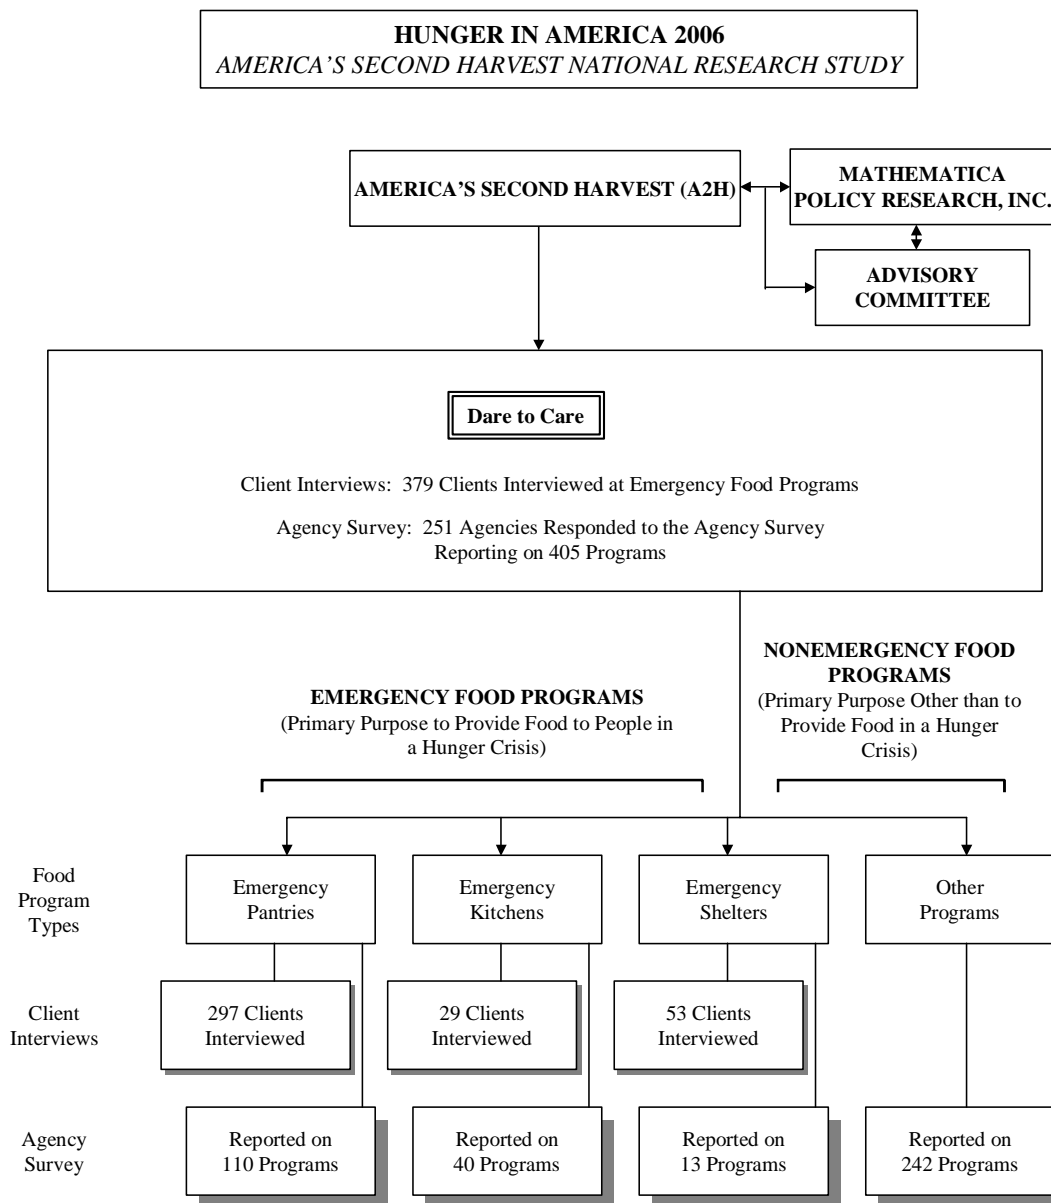 HUNGER IN AMERICA 2006
AMERICA'S SECOND HARVEST NATIONAL RESEARCH STUDY
AMERICA'S SECOND HARVEST (A2H)
MATHEMATICA
POLICY RESEARCH, INC.
ADVISORY
COMMITTEE
Dare to Care
Client Interviews: 379 Clients Interviewed at Emergency Food Programs
Agency Survey: 251 Agencies Responded to the Agency Survey
Reporting on 405 Programs
EMERGENCY FOOD PROGRAMS
(Primary Purpose to Provide Food to People in
a Hunger Crisis)
NONEMERGENCY FOOD
PROGRAMS
(Primary Purpose Other than to
Provide Food in a Hunger
Crisis)
Food
Program
Types
Emergency
Pantries
Emergency
Kitchens
Emergency
Shelters
Other
Programs
Client
Interviews
297 Clients
Interviewed
29 Clients
Interviewed
53 Clients
Interviewed
Agency
Survey
Reported on
110 Programs
Reported on
40 Programs
Reported on
13 Programs
Reported on
242 Programs